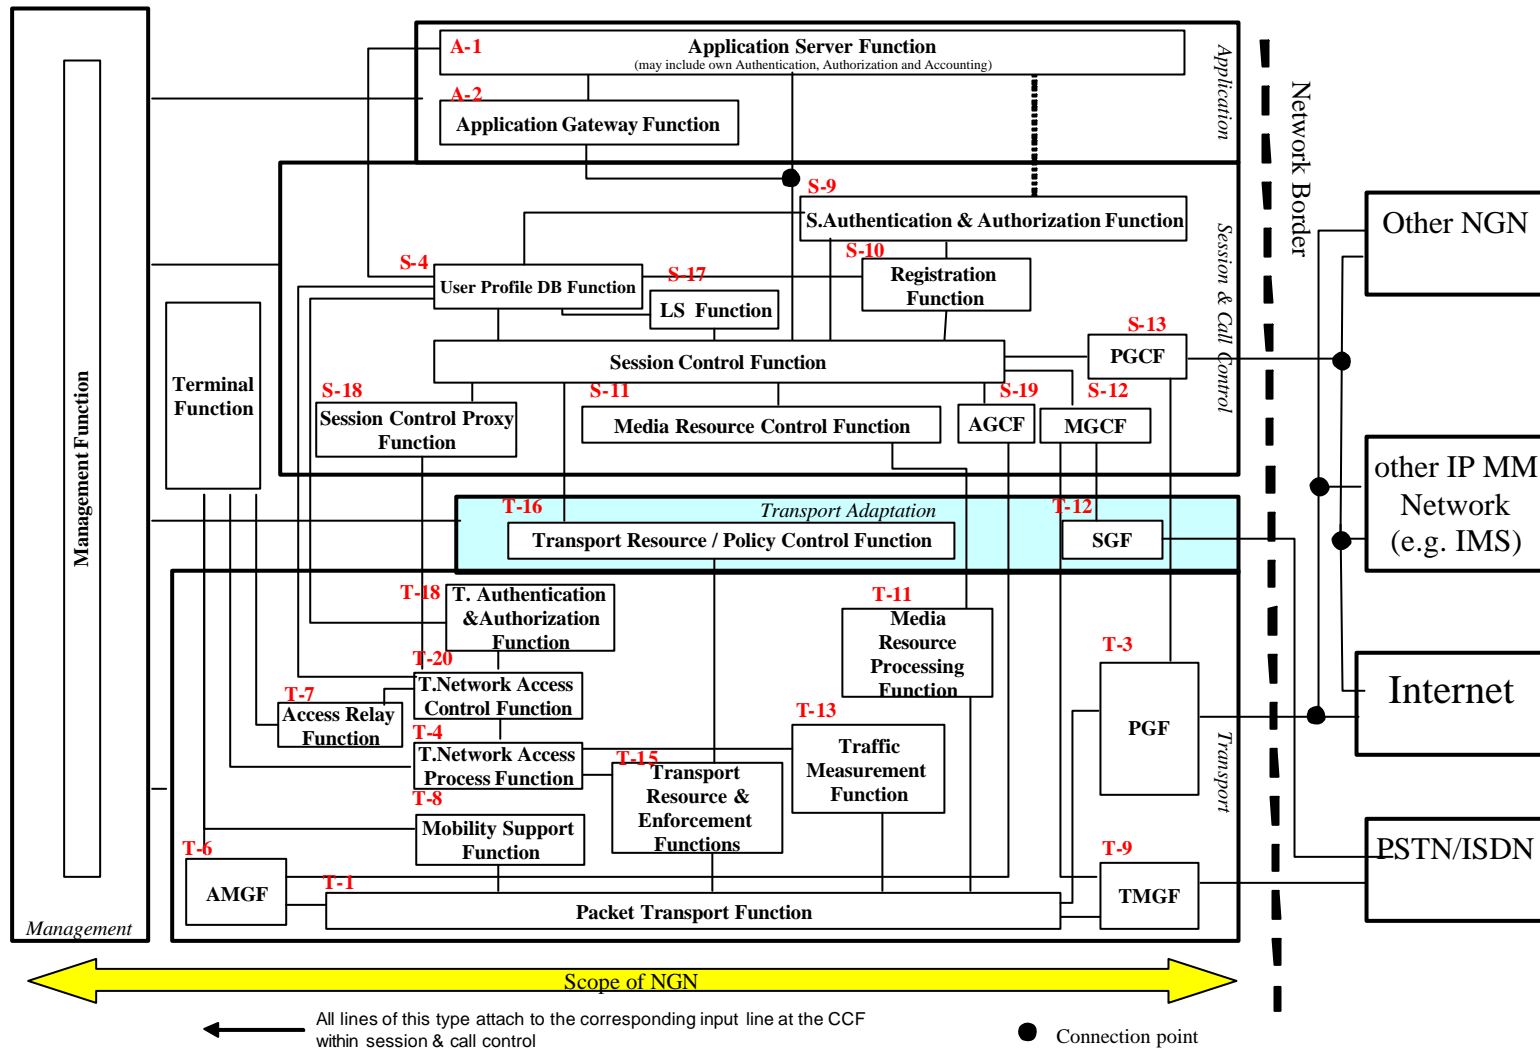 A-1
Application Server Function
(may include own Authentication, Authorization and Accounting)
A-2
Application Gateway Function
Application
Network Border
S-9
S.Authentication & Authorization Function
S-10
Registration
Function
S-4
User Profile DB Function
S-17
LS Function
Session Control Function
S-13
PGCF
Session & Call Control
Other NGN
Management Function
Terminal
Function
S-18
Session Control Proxy
Function
S-11
Media Resource Control Function
S-19
AGCF
S-12
MGCF
other IP MM
Network
(e.g. IMS)
T-16
Transport Adaptation
Transport Resource / Policy Control Function
T-12
SGF
T-18
T. Authentication
&Authorization
Function
T-11
Media
Resource
Processing
Function
T-3
PGF
Internet
T-20
T.Network Access
Control Function
T-7
Access Relay
Function
T-4
T.Network Access
Process Function
T-15
Transport
Resource &
Enforcement
Functions
T-13
Traffic
Measurement
Function
Transport
T-8
Mobility Support
Function
T-6
AMGF
T-1
Packet Transport Function
T-9
TMGF
PSTN/ISDN
Management
Scope of NGN
All lines of this type attach to the corresponding input line at the CCF
within session & call control
Connection point